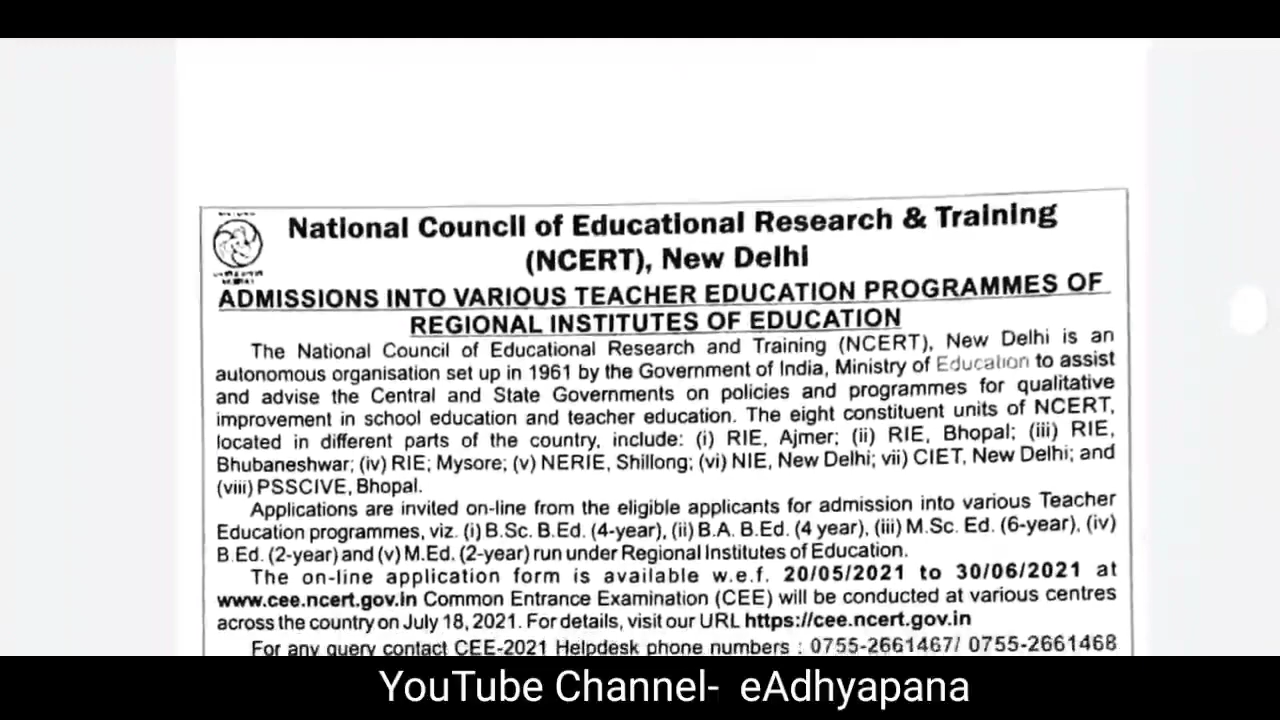 National Council of Educational Research & Training
(NCERT), New Delhi
ADMISSIONS INTO VARIOUS TEACHER EDUCATION PROGRAMMES OF
REGIONAL INSTITUTES OF EDUCATION
The National Council of Educational Research and Training (NCERT), New Delhi is an
autonomous organisation set up in 1961 by the Government of India, Ministry of Education to assist
and advise the Central and State Governments on policies and programmes for qualitative
improvement in school education and teacher education. The eight constituent units of NCERT,
located in different parts of the country, include: (i) RIE, Ajmer; (ii) RIE, Bhopal; (iii) RIE,
Bhubaneshwar; (iv) RIE; Mysore; (v) NERIE, Shillong; (vi) NIE, New Delhi; vii) CIET, New Delhi; and
(viii) PSSCIVE, Bhopal.
Applications are invited on-line from the eligible applicants for admission into various Teacher
Education programmes, viz. (i) B.Sc. B.Ed. (4-year), (ii) B.A. B.Ed. (4 year), (iii) M.Sc. Ed. (6-year), (iv)
B.Ed. (2-year) and (v) M.Ed. (2-year) run under Regional Institutes of Education.
The on-line application form is available w.e.f. 20/05/2021 to 30/06/2021 at
www.cee.ncert.gov.in Common Entrance Examination (CEE) will be conducted at various centres
across the country on July 18, 2021. For details, visit our URL https://cee.ncert.gov.in
For any query contact CEE-2021 Helpdesk phone numbers : 0755-2661467/ 0755-2661468
YouTube Channel- eAdhyapana